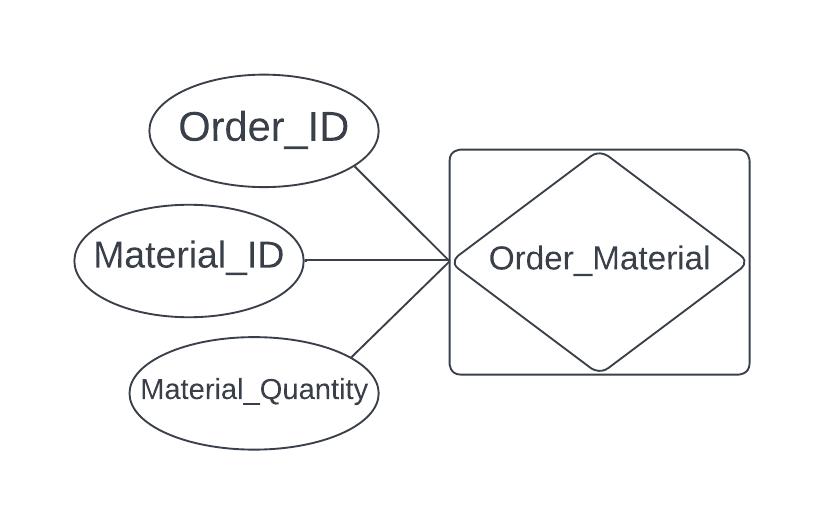 Order_ID
Material_ID
Order_Material
Material_Quantity